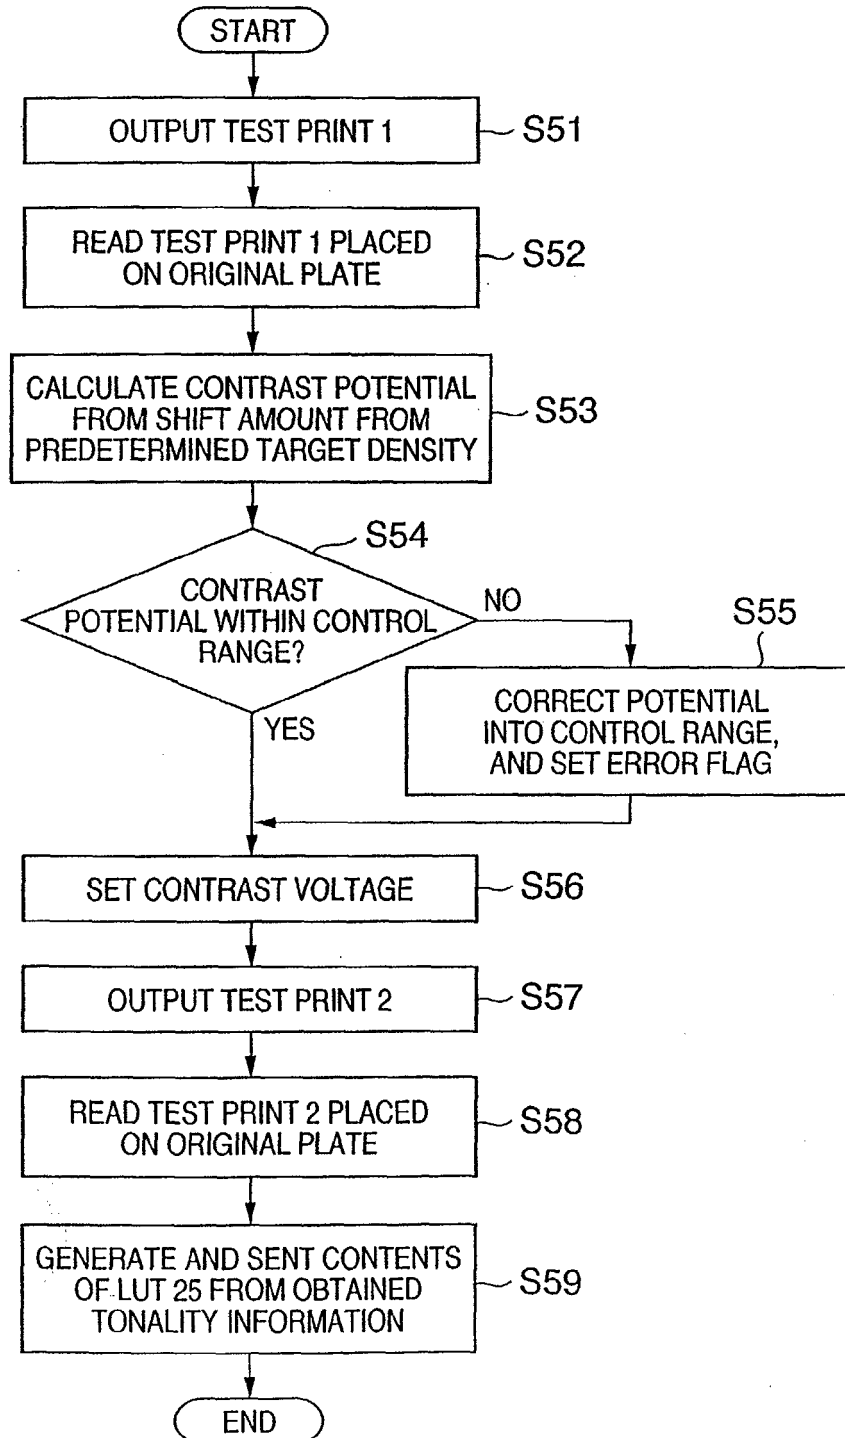 START
OUTPUT TEST PRINT 1
S51
READ TEST PRINT 1 PLACED
ON ORIGINAL PLATE
S52
CALCULATE CONTRAST POTENTIAL
FROM SHIFT AMOUNT FROM
PREDETERMINED TARGET DENSITY
S53
S54
CONTRAST
POTENTIAL WITHIN CONTROL
RANGE?
NO
YES
S55
CORRECT POTENTIAL
INTO CONTROL RANGE,
AND SET ERROR FLAG
SET CONTRAST VOLTAGE
S56
OUTPUT TEST PRINT 2
S57
READ TEST PRINT 2 PLACED
ON ORIGINAL PLATE
S58
GENERATE AND SENT CONTENTS
OF LUT 25 FROM OBTAINED
TONALITY INFORMATION
S59
END